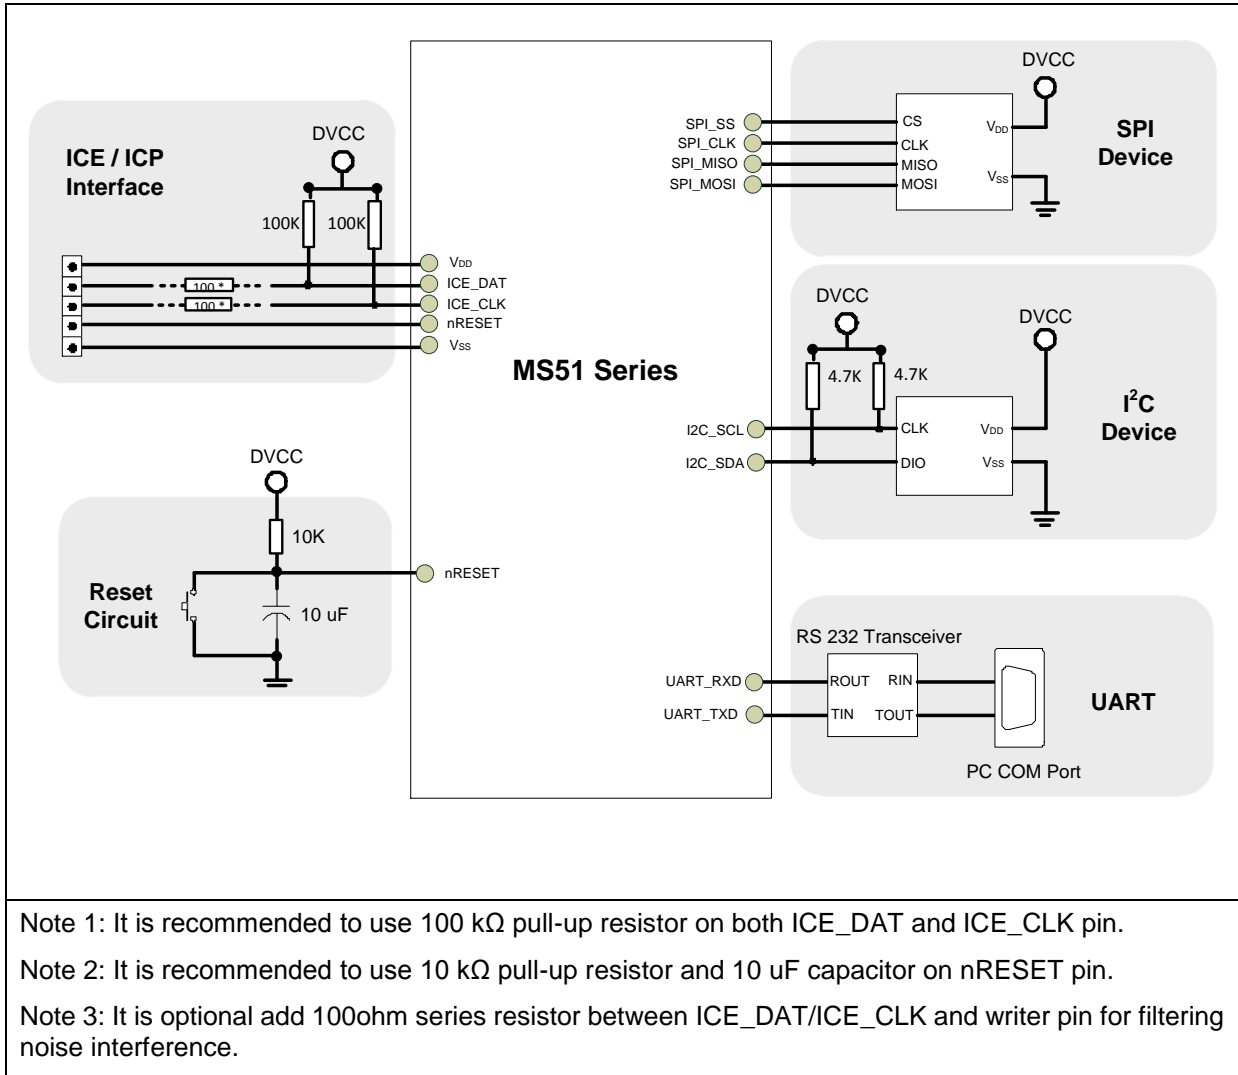 DVCC
ICE / ICP
Interface
100K
100K
100 *
100 *
VDD
ICE_DAT
ICE_CLK
nRESET
VSS
DVCC
10K
Reset
Circuit
10 uF
nRESET
MS51 Series
SPI_SS
SPI_CLK
SPI_MISO
SPI_MOSI
DVCC
CS
CLK
MISO
MOSI
VDD
VSS
SPI
Device
I2C_SCL
I2C_SDA
DVCC
4.7K
4.7K
DVCC
CLK
DIO
VDD
VSS
I²C
Device
UART_RXD
UART_TXD
RS 232 Transceiver
ROUT
RIN
TIN
TOUT
PC COM Port
UART
Note 1: It is recommended to use 100 kΩ pull-up resistor on both ICE_DAT and ICE_CLK pin.
Note 2: It is recommended to use 10 kΩ pull-up resistor and 10 uF capacitor on nRESET pin.
Note 3: It is optional add 100ohm series resistor between ICE_DAT/ICE_CLK and writer pin for filtering
noise interference.